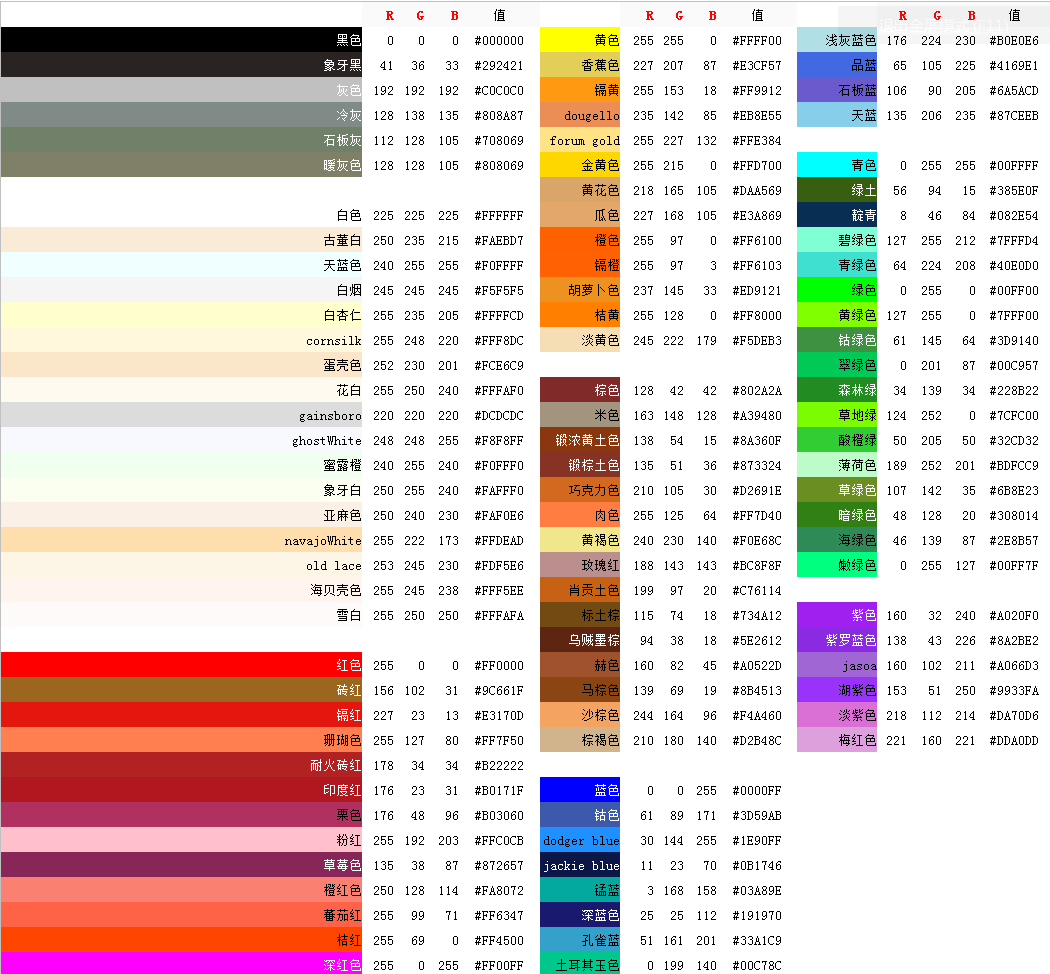 R G B 值
黑色 0 0 0 #000000
象牙黑 41 36 33 #292421
灰色 192 192 192 #C0C0C0
冷灰 128 138 135 #808A87
石板灰 112 128 105 #708069
暖灰色 128 128 105 #808069
白色 225 225 225 #FFFFFF
古董白 250 235 215 #FAEBD7
天蓝色 240 255 255 #F0FFFF
白烟 245 245 245 #F5F5F5
白杏仁 255 235 205 #FFFFCD
cornsilk 255 248 220 #FFF8DC
蛋壳色 252 230 201 #FCE6C9
花白 255 250 240 #FFFAF0
gainsboro 220 220 220 #DCDCDC
ghostWhite 248 248 255 #F8F8FF
蜜露橙 240 255 240 #F0FFF0
象牙白 250 255 240 #FAFFF0
亚麻色 250 240 230 #FAF0E6
navajoWhite 255 222 173 #FFDEAD
old lace 253 245 230 #FDF5E6
海贝壳色 255 245 238 #FFF5EE
雪白 255 250 250 #FFFAFA
红色 255 0 0 #FF0000
砖红 156 102 31 #9C661F
镉红 227 23 13 #E3170D
珊瑚色 255 127 80 #FF7F50
耐火砖红 178 34 34 #B22222
印度红 176 23 31 #B0171F
栗色 176 48 96 #B03060
粉红 255 192 203 #FFC0CB
草莓色 135 38 87 #872657
橙红色 250 128 114 #FA8072
蕃茄红 255 99 71 #FF6347
桔红 255 69 0 #FF4500
深红色 255 0 255 #FF00FF
R G B 值
黄色 255 255 0 #FFFF00
香蕉色 227 207 87 #E3CF57
镉黄 255 153 18 #FF9912
dougello 235 142 85 #EB8E55
forum gold 255 227 132 #FFE384
金黄色 255 215 0 #FFD700
黄花色 218 165 105 #DAA569
瓜色 227 168 105 #E3A869
橙色 255 97 0 #FF6100
镉橙 255 97 3 #FF6103
胡萝卜色 237 145 33 #ED9121
桔黄 255 128 0 #FF8000
淡黄色 245 222 179 #F5DEB3
棕色 128 42 42 #802A2A
米色 163 148 128 #A39480
锻浓黄土色 138 54 15 #8A360F
锻棕土色 135 51 36 #873324
巧克力色 210 105 30 #D2691E
肉色 255 125 64 #FF7D40
黄褐色 240 230 140 #F0E68C
玫瑰红 188 143 143 #BC8F8F
肖贡土色 199 97 20 #C76114
标土棕 115 74 18 #734A12
乌贼墨棕 94 38 18 #5E2612
赫色 160 82 45 #A0522D
马棕色 139 69 19 #8B4513
沙棕色 244 164 96 #F4A460
棕褐色 210 180 140 #D2B48C
蓝色 0 0 255 #0000FF
钴色 61 89 171 #3D59AB
dodger blue 30 144 255 #1E90FF
jackie blue 11 23 70 #0B1746
锰蓝 3 168 158 #03A89E
深蓝色 25 25 112 #191970
孔雀蓝 51 161 201 #33A1C9
土耳其玉色 0 199 140 #00C78C
R G B 值
浅灰蓝色 176 224 230 #B0E0E6
品蓝 65 105 225 #4169E1
石板蓝 106 90 205 #6A5ACD
天蓝 135 206 235 #87CEEB
青色 0 255 255 #00FFFF
绿土 56 94 15 #385E0F
靛青 8 46 84 #082E54
碧绿色 127 255 212 #7FFFD4
青绿色 64 224 208 #40E0D0
绿色 0 255 0 #00FF00
黄绿色 127 255 0 #7FFF00
钴绿色 61 145 64 #3D9140
翠绿色 0 201 87 #00C957
森林绿 34 139 34 #228B22
草地绿 124 252 0 #7CFC00
酸橙绿 50 205 50 #32CD32
薄荷色 189 252 201 #BDFCC9
草绿色 107 142 35 #6B8E23
暗绿色 48 128 20 #308014
海绿色 46 139 87 #2E8B57
嫩绿色 0 255 127 #00FF7F
紫色 160 32 240 #A020F0
紫罗蓝色 138 43 226 #8A2BE2
jasoa 160 102 211 #A066D3
湖紫色 153 51 250 #9933FA
淡紫色 218 112 214 #DA70D6
梅红色 221 160 221 #DDA0DD